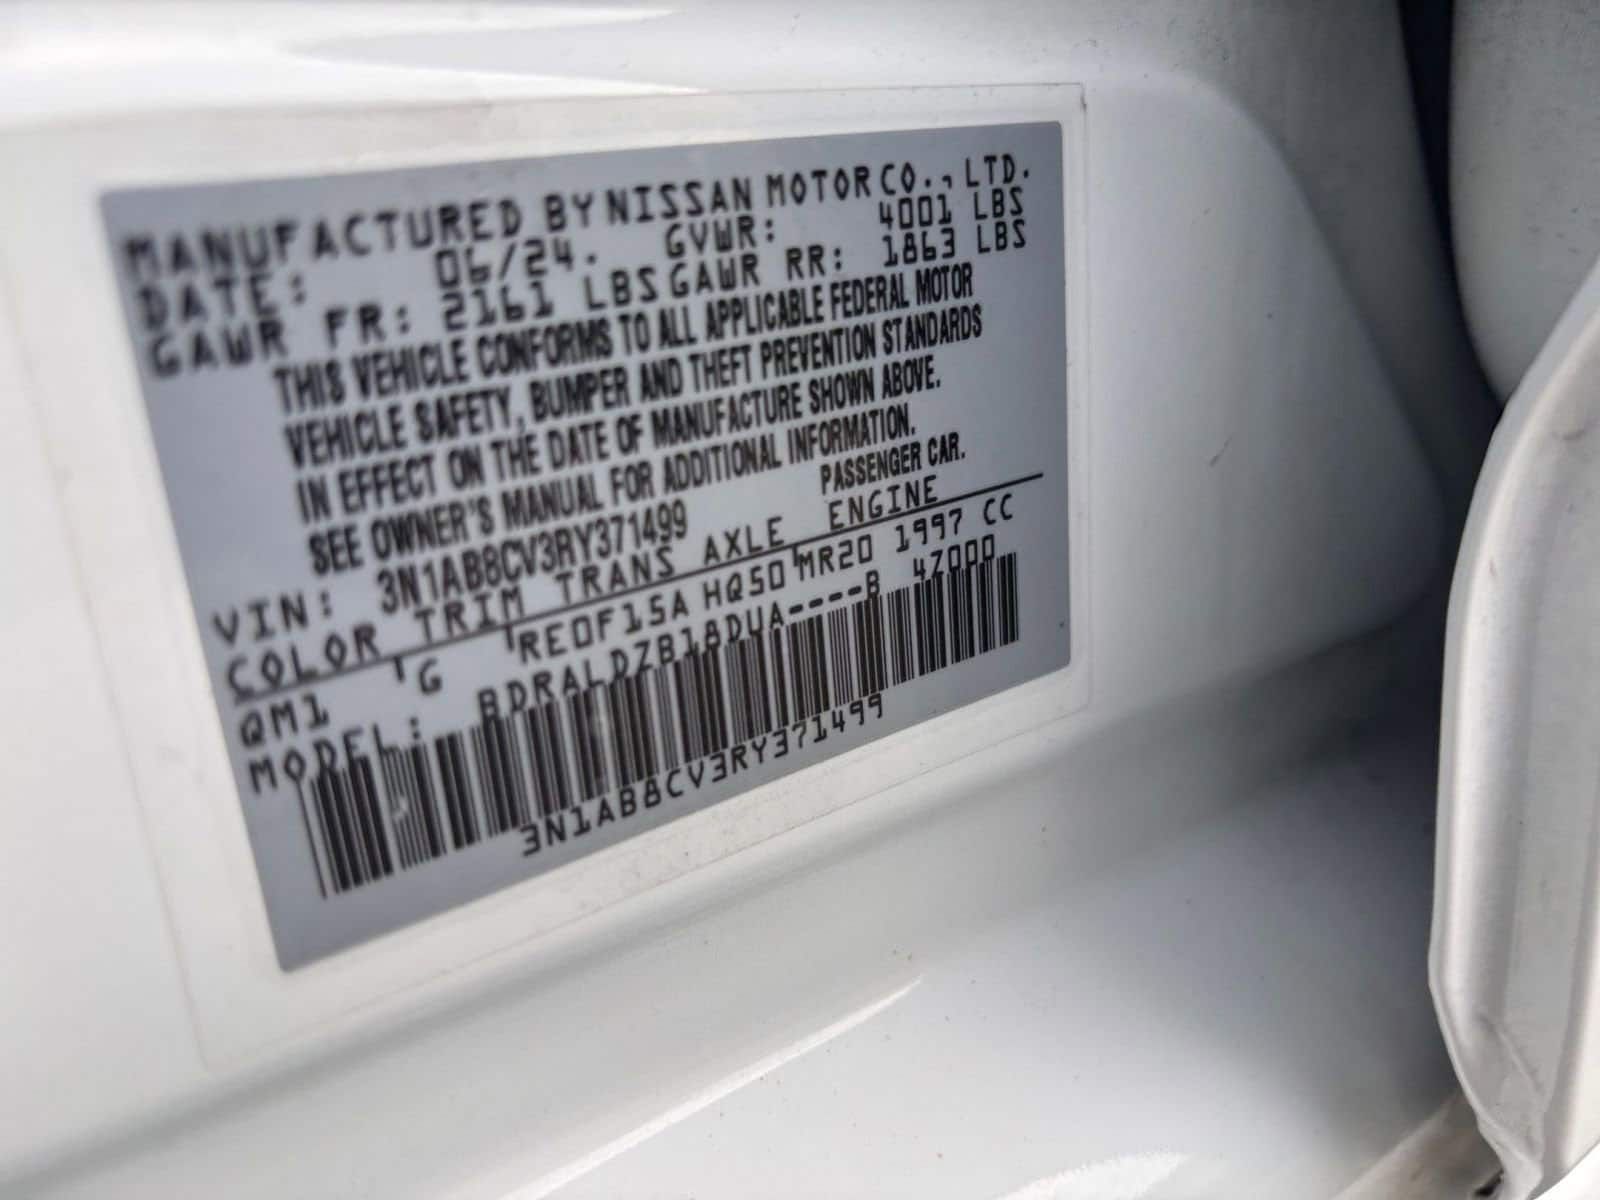 MANUFACTURED BY NISSAN MOTOR CO., LTD.
DATE: 06/24. GVWR: 4001 LBS
GAWR FR: 2161 LBS GAWR RR: 1863 LBS
THIS VEHICLE CONFORMS TO ALL APPLICABLE FEDERAL MOTOR
VEHICLE SAFETY, BUMPER AND THEFT PREVENTION STANDARDS
IN EFFECT ON THE DATE OF MANUFACTURE SHOWN ABOVE.
SEE OWNER'S MANUAL FOR ADDITIONAL INFORMATION.
VIN: 3N1AB8CV3RY371499 PASSENGER CAR.
COLOR TRIM TRANS AXLE ENGINE
QM1 G RE0F15A HQ50 MR20 1997 CC
MODEL: BDRALDZB18DUA----B 4Z000
3N1AB8CV3RY371499